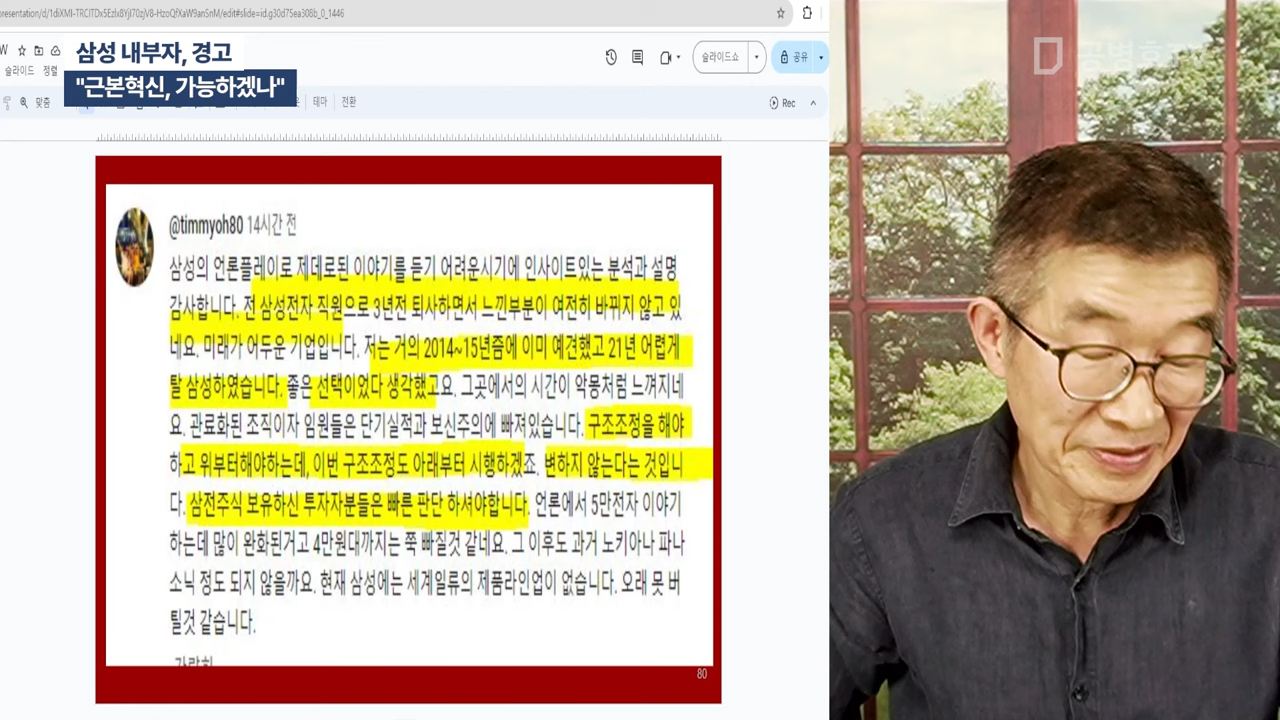 삼성 내부자, 경고
"근본혁신, 가능하겠나"
슬라이드 정렬
슬라이드쇼
공유
맞춤
테마 전환
Rec
@timmyoh80 14시간 전
삼성의 언론플레이로 제데로된 이야기를 듣기 어려운시기에 인사이트있는 분석과 설명
감사합니다. 전 삼성전자 직원으로 3년전 퇴사하면서 느낀부분이 여전히 바뀌지 않고 있
네요. 미래가 어두운 기업입니다. 저는 거의 2014~15년즘에 이미 예견했고 21년 어렵게
탈 삼성하였습니다. 좋은 선택이었다 생각했고요. 그곳에서의 시간이 악몽처럼 느껴지네
요. 관료화된 조직이자 임원들은 단기실적과 보신주의에 빠져있습니다. 구조조정을 해야
하고 위부터해야하는데, 이번 구조조정도 아래부터 시행하겠죠. 변하지 않는다는 것입니
다. 삼전주식 보유하신 투자자분들은 빠른 판단 하셔야합니다. 언론에서 5만전자 이야기
하는데 많이 완화된거고 4만원대까지는 쭉 빠질것 같네요. 그 이후도 과거 노키아나 파나
소닉 정도 되지 않을까요. 현재 삼성에는 세계일류의 제품라인업이 없습니다. 오래 못 버
틸것 같습니다.
80